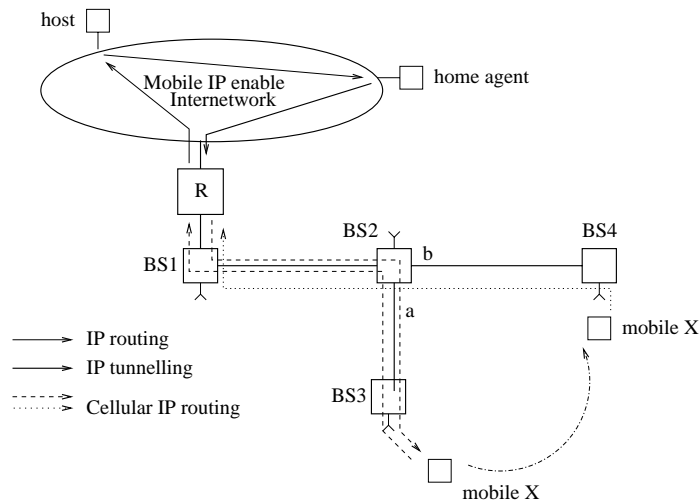 host
Mobile IP enable
Internetwork
home agent
R
BS1
BS2
b
BS4
a
mobile X
BS3
mobile X
IP routing
IP tunnelling
Cellular IP routing